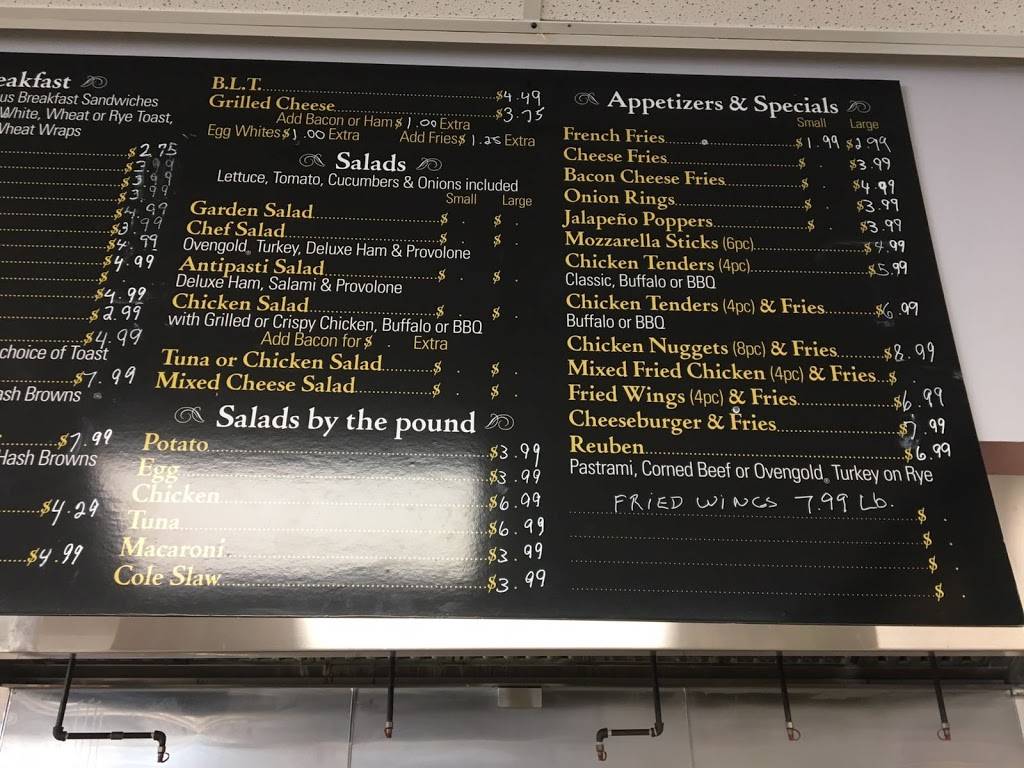 eakfast
us Breakfast Sandwiches
White, Wheat or Rye Toast,
Wheat Wraps
$2.75
$3.99
$3.99
$3.99
$4.99
$3.99
$4.99
$4.99
$
$4.99
$2.99
$4.99
choice of Toast
$7.99
ash Browns
$7.99
Hash Browns
$4.29
$4.99
B.L.T. $4.49
Grilled Cheese $3.75
Add Bacon or Ham $1.00 Extra
Egg Whites $1.00 Extra Add Fries $1.25 Extra
Salads
Lettuce, Tomato, Cucumbers & Onions included
Small Large
Garden Salad $ . $ .
Chef Salad $ . $ .
Ovengold® Turkey, Deluxe Ham & Provolone
Antipasti Salad $ . $ .
Deluxe Ham, Salami & Provolone
Chicken Salad $ . $ .
with Grilled or Crispy Chicken, Buffalo or BBQ
Add Bacon for $ . Extra
Tuna or Chicken Salad $ . $ .
Mixed Cheese Salad $ . $ .
Salads by the pound
Potato $3.99
Egg $3.99
Chicken $6.99
Tuna $6.99
Macaroni $3.99
Cole Slaw $3.99
Appetizers & Specials
Small Large
French Fries $1.99 $2.99
Cheese Fries $ . $3.99
Bacon Cheese Fries $ . $4.99
Onion Rings $ . $3.99
Jalapeño Poppers $ . $3.99
Mozzarella Sticks (6pc) $4.99
Chicken Tenders (4pc) $5.99
Classic, Buffalo or BBQ
Chicken Tenders (4pc) & Fries $6.99
Buffalo or BBQ
Chicken Nuggets (8pc) & Fries $8.99
Mixed Fried Chicken (4pc) & Fries $ .
Fried Wings (4pc) & Fries $6.99
Cheeseburger & Fries $7.99
Reuben $6.99
Pastrami, Corned Beef or Ovengold® Turkey on Rye
FRIED WINGS 7.99 LB. $ .
$ .
$ .
$ .